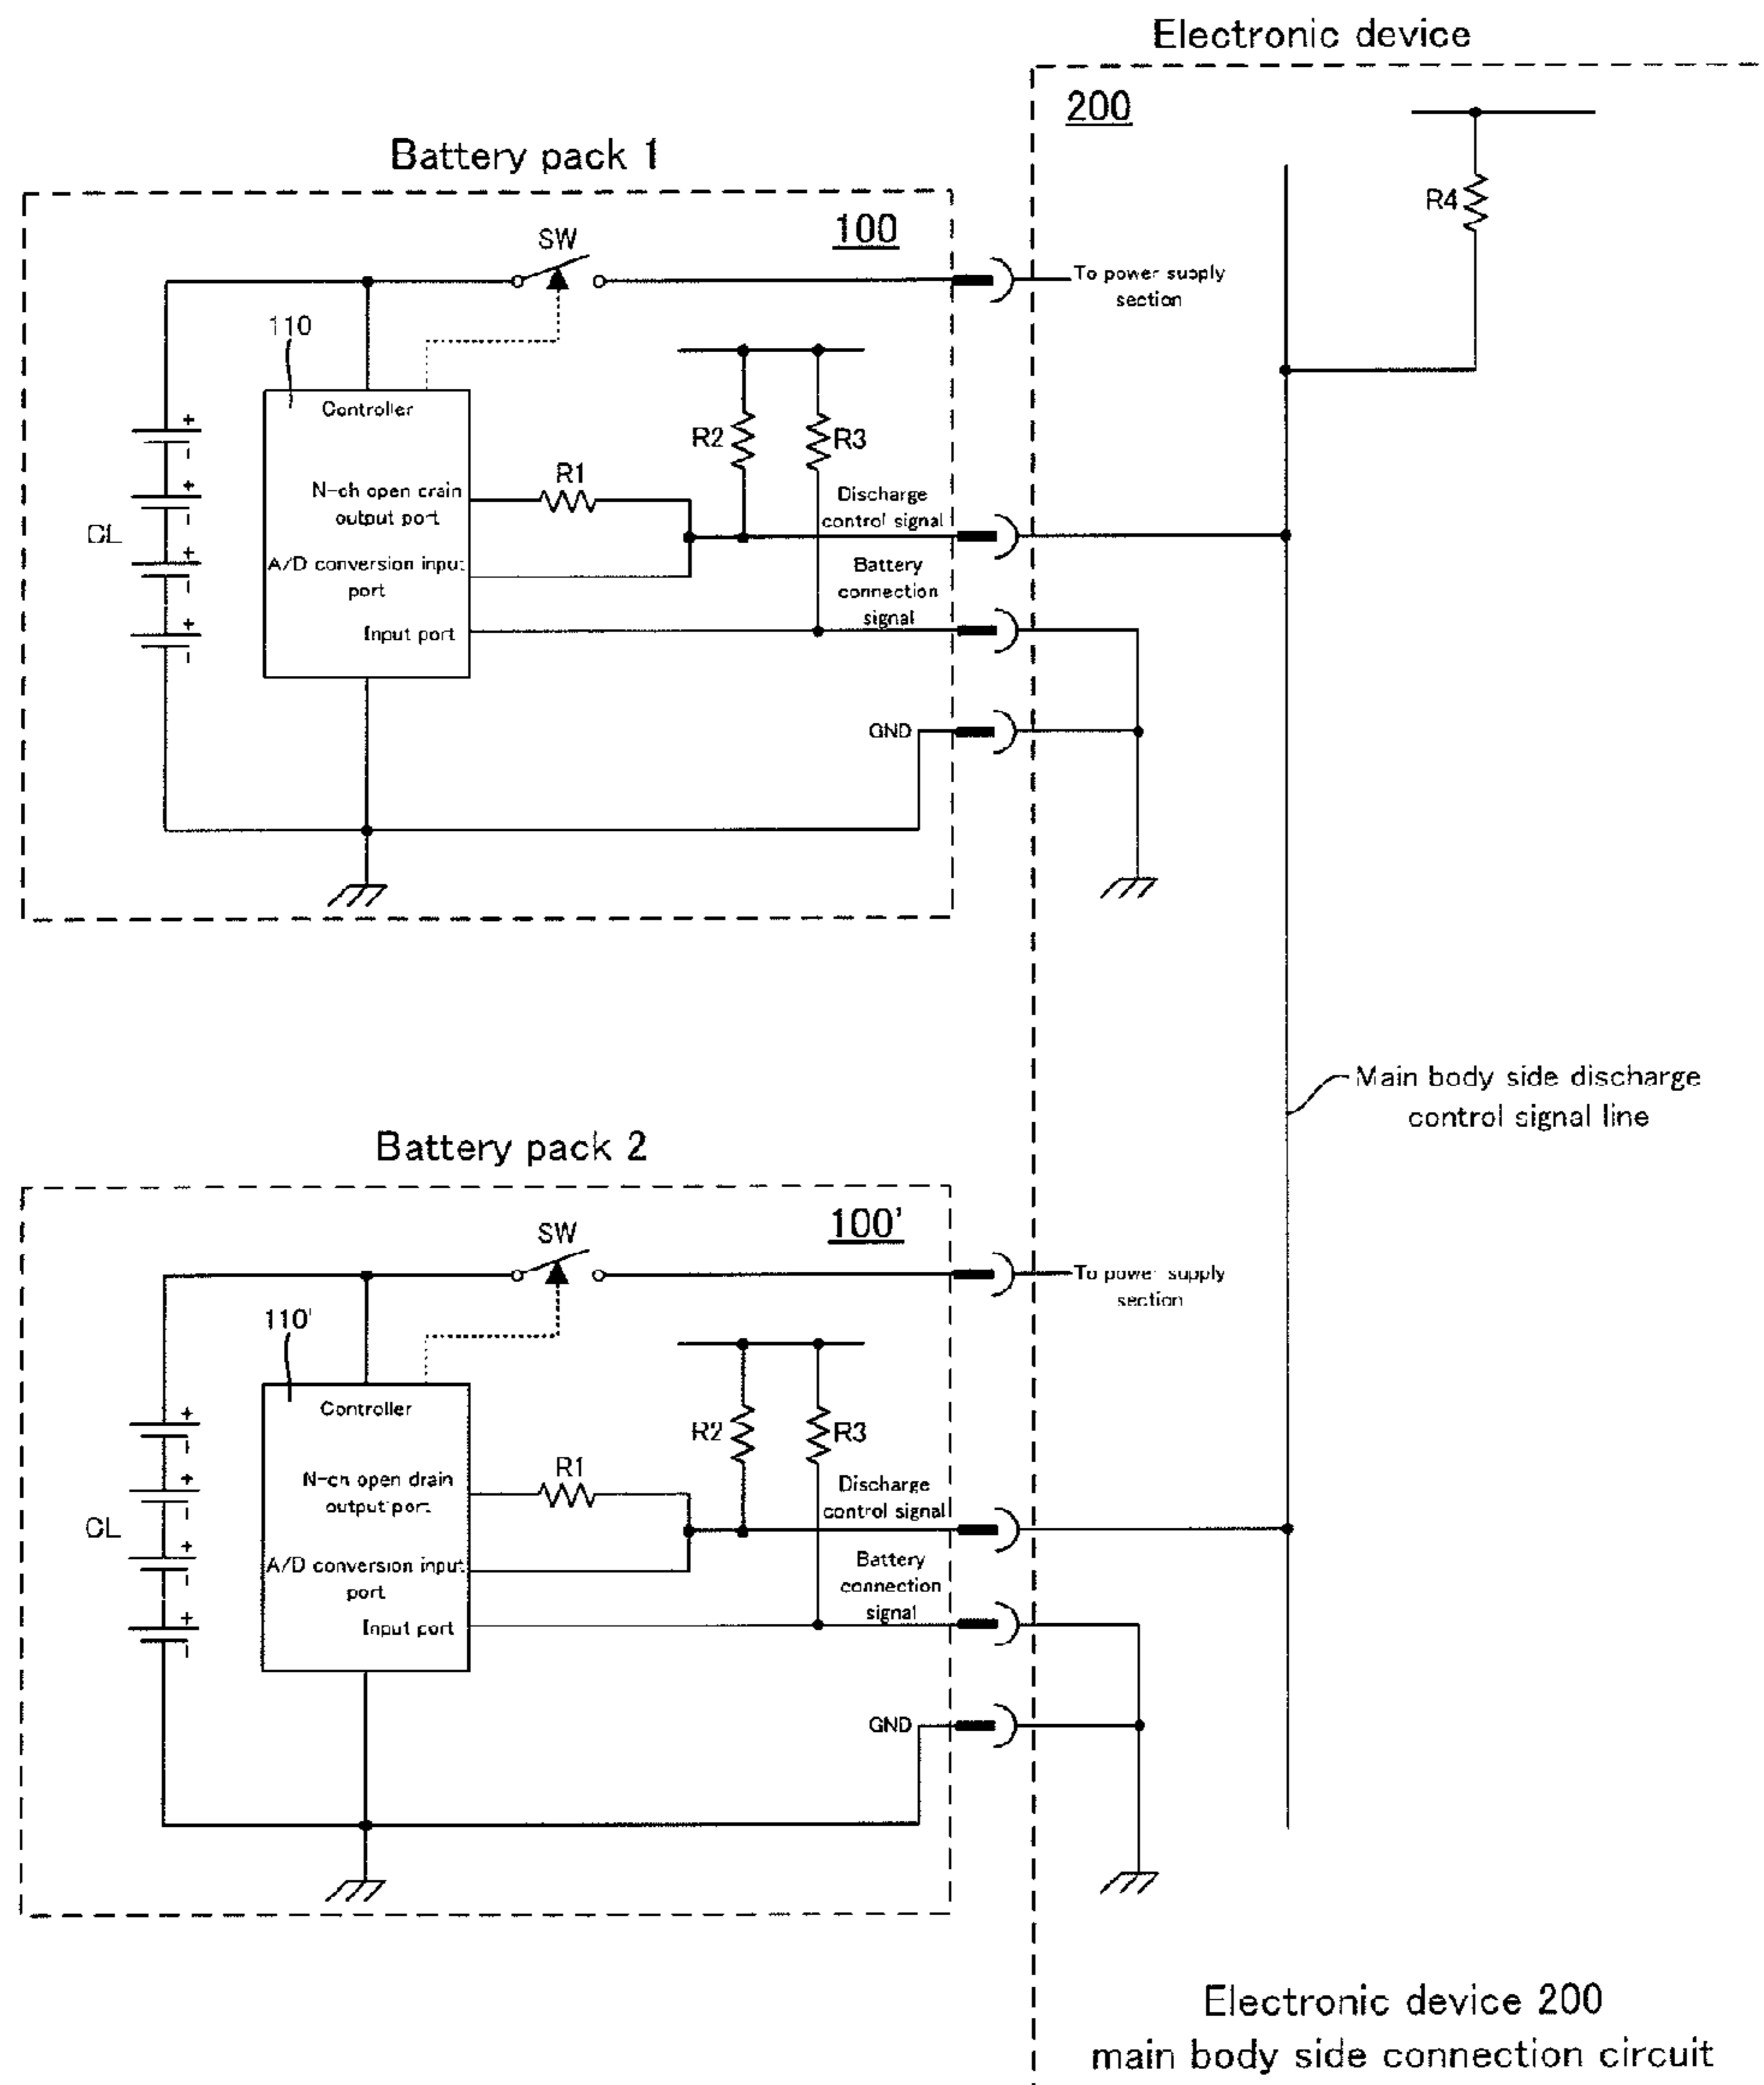 Electronic device
200
Battery pack 1
100
SW
R4
To power supply
section
110
Controller
R2
R3
R1
N-ch open crain
output port
Discharge
control signal
CL
A/D conversion input
port
Battery
connection
signal
Input port
GND
Main body side discharge
control signal line
Battery pack 2
100'
SW
To power supply
section
110'
Controller
R2
R3
R1
N-ch open drain
output port
Discharge
control signal
CL
A/D conversion input
port
Battery
connection
signal
Input port
GND
Electronic device 200
main body side connection circuit